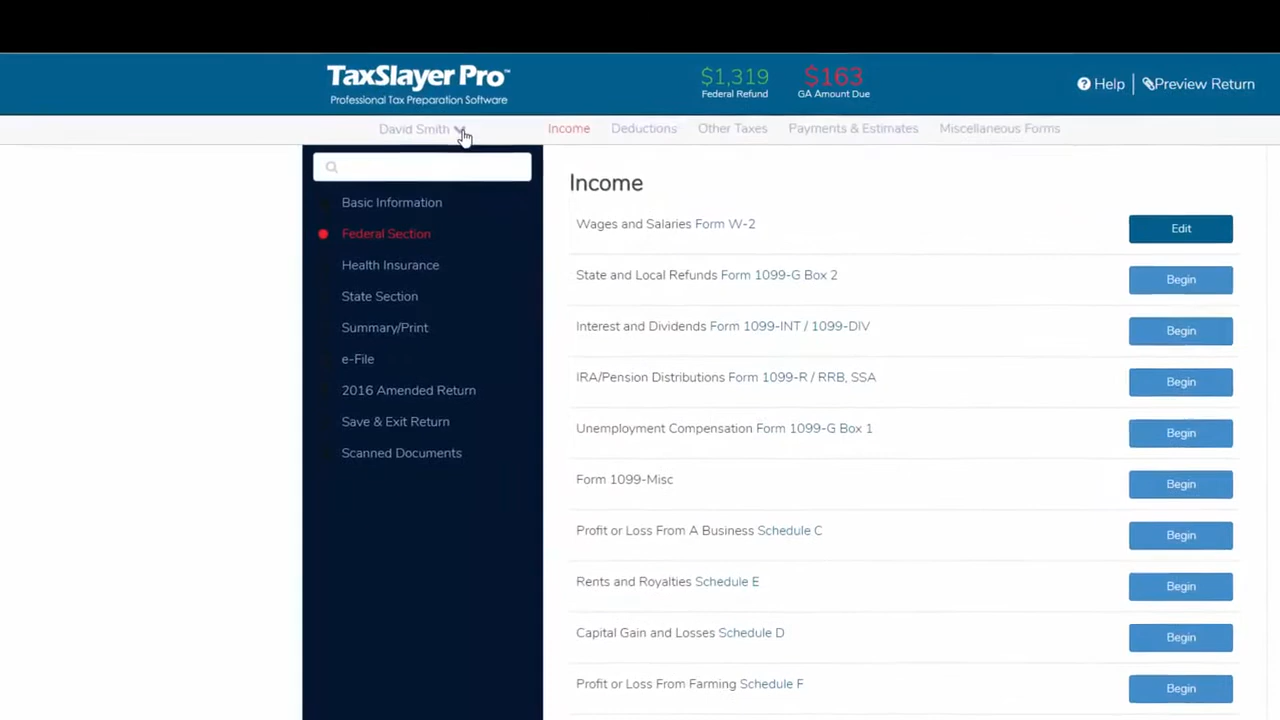 TaxSlayer Pro™
Professional Tax Preparation Software
$1,319
Federal Refund
$163
GA Amount Due
Help
Preview Return
David Smith
Income
Deductions
Other Taxes
Payments & Estimates
Miscellaneous Forms
Basic Information
Federal Section
Health Insurance
State Section
Summary/Print
e-File
2016 Amended Return
Save & Exit Return
Scanned Documents
Income
Wages and Salaries Form W-2 Edit
State and Local Refunds Form 1099-G Box 2 Begin
Interest and Dividends Form 1099-INT / 1099-DIV Begin
IRA/Pension Distributions Form 1099-R / RRB, SSA Begin
Unemployment Compensation Form 1099-G Box 1 Begin
Form 1099-Misc Begin
Profit or Loss From A Business Schedule C Begin
Rents and Royalties Schedule E Begin
Capital Gain and Losses Schedule D Begin
Profit or Loss From Farming Schedule F Begin